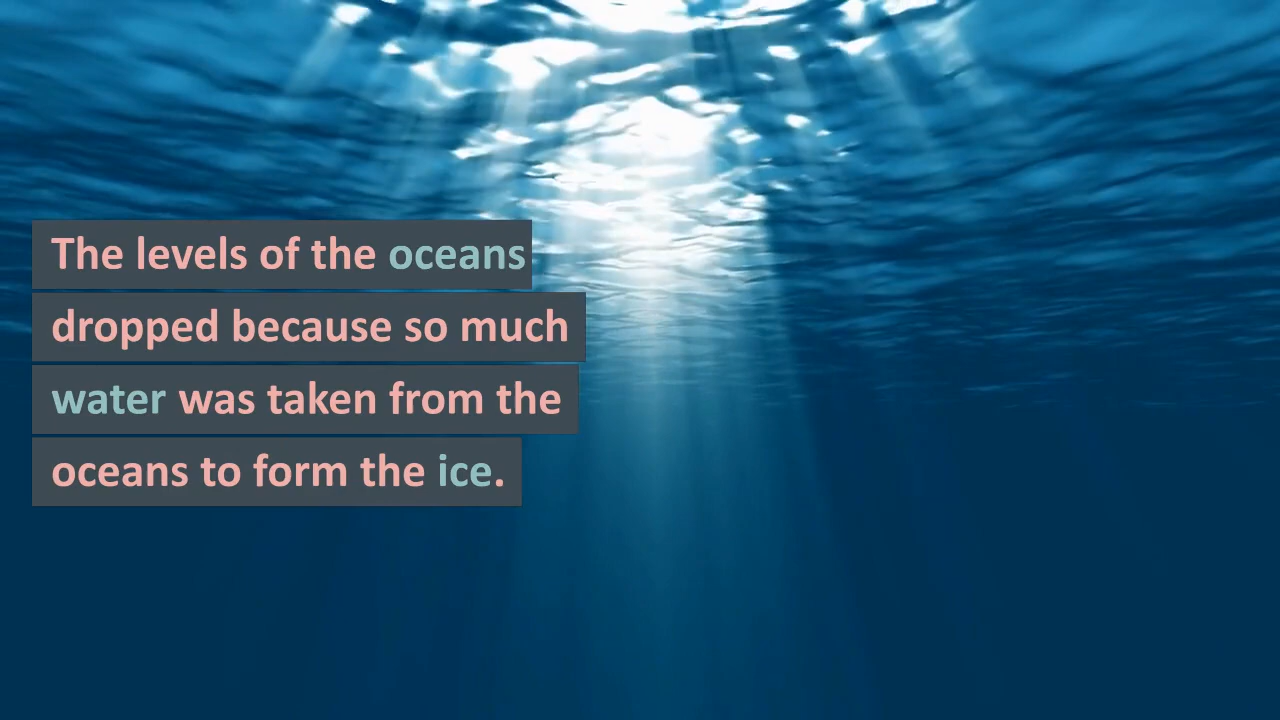 The levels of the oceans
dropped because so much
water was taken from the
oceans to form the ice.